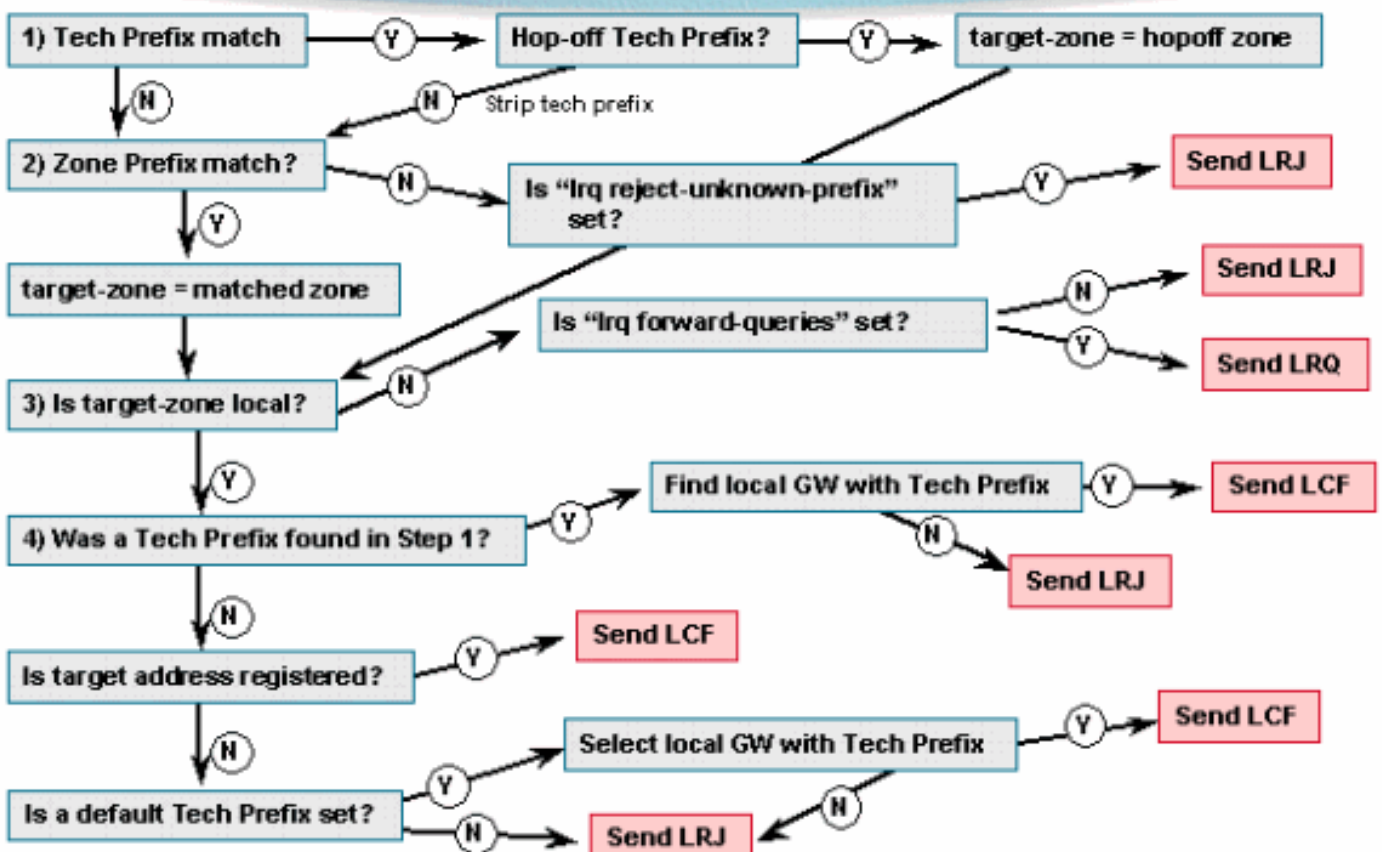 1) Tech Prefix match
Y
Hop-off Tech Prefix?
Y
target-zone = hopoff zone
N
N
Strip tech prefix
2) Zone Prefix match?
N
Is “lrq reject-unknown-prefix”
set?
Y
Send LRJ
Y
target-zone = matched zone
Is “lrq forward-queries” set?
N
Send LRJ
Y
Send LRQ
3) Is target-zone local?
N
Y
Find local GW with Tech Prefix
Y
Send LCF
4) Was a Tech Prefix found in Step 1?
Y
N
Send LRJ
N
Send LCF
Is target address registered?
Y
N
Select local GW with Tech Prefix
Y
Send LCF
Is a default Tech Prefix set?
Y
N
N
Send LRJ